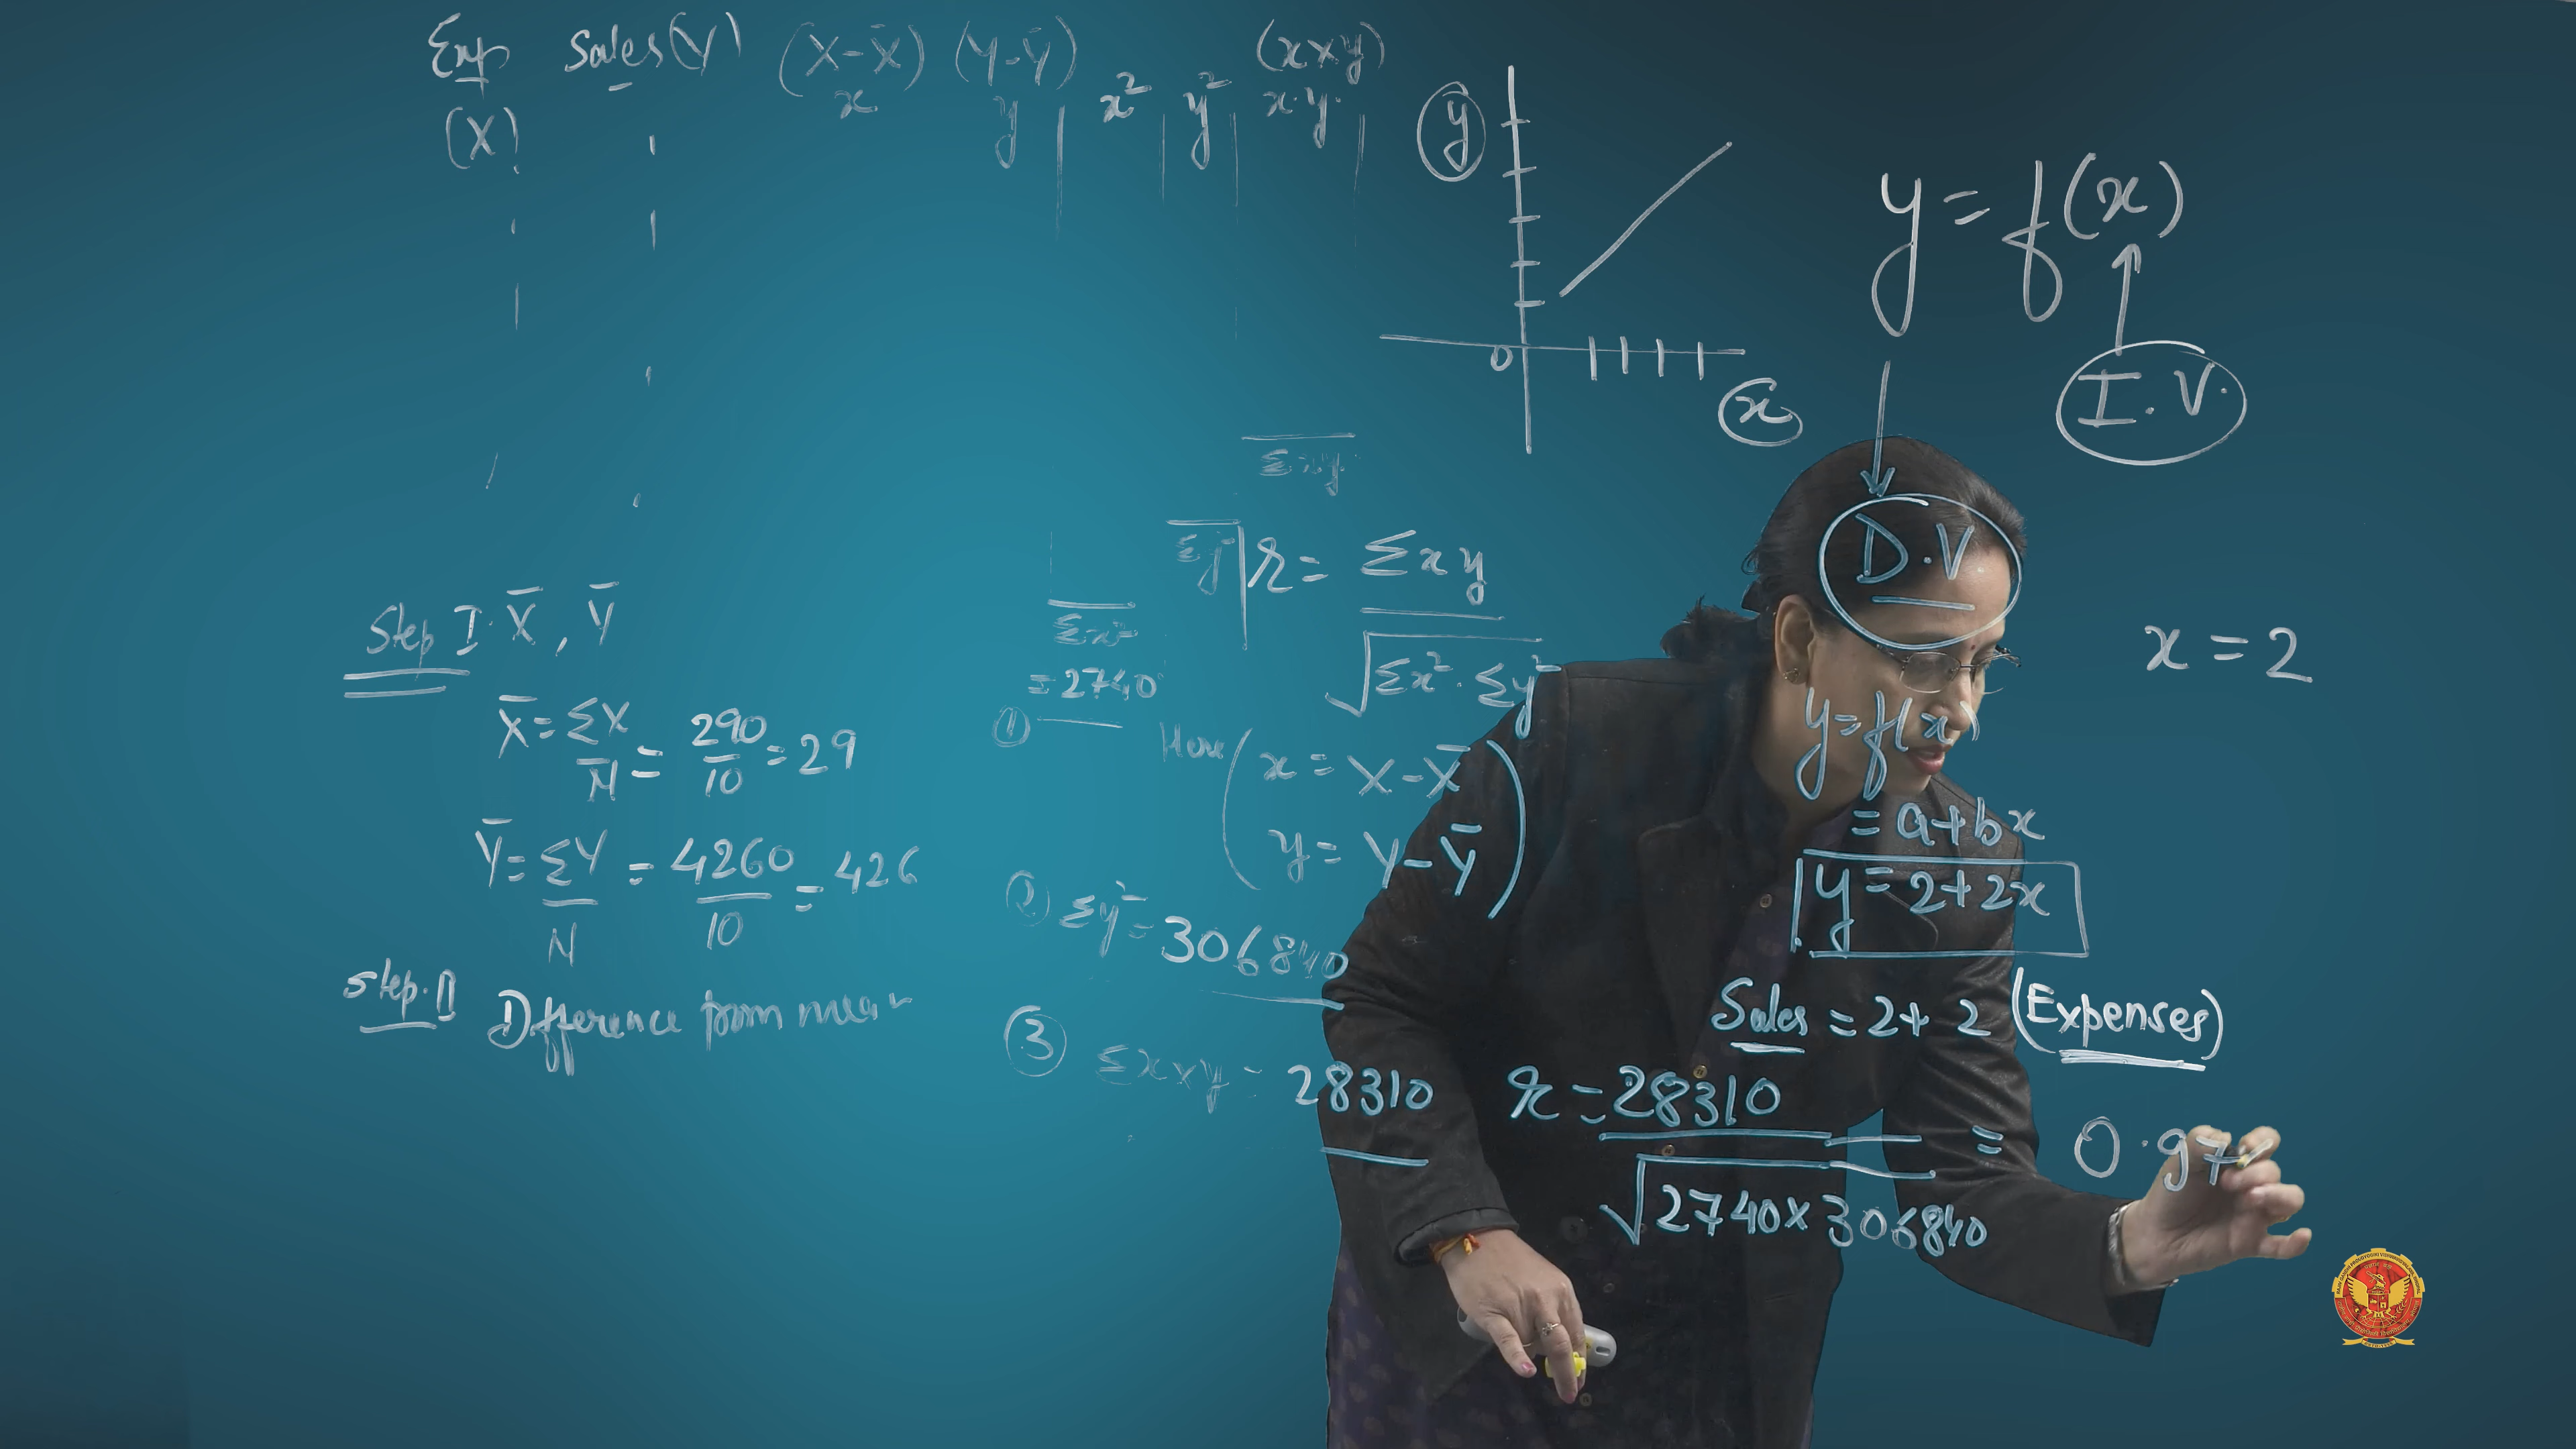 Exp Sales(Y) (X-X̄) (Y-Ȳ) (x×y)
(X) x y x² y² x·y·
y
0
x
y=f(x)
I.V.
D.V
Σxy
Σy²
r= Σxy
√Σx²·Σy²
Σx²
=2740
①
Here (x = X-X̄
y = Y-Ȳ)
② Σy²= 306840
③ Σx×y = 28310
Step I· X̄, Ȳ
X̄= ΣX/N = 290/10 = 29
Ȳ= ΣY/N = 4260/10 = 426
Step·II Difference from mean
x = 2
y=f(x)
= a+bx
y=2+2x
Sales = 2+ 2 (Expenses)
r = 28310 = 0·97
√2740× 306840